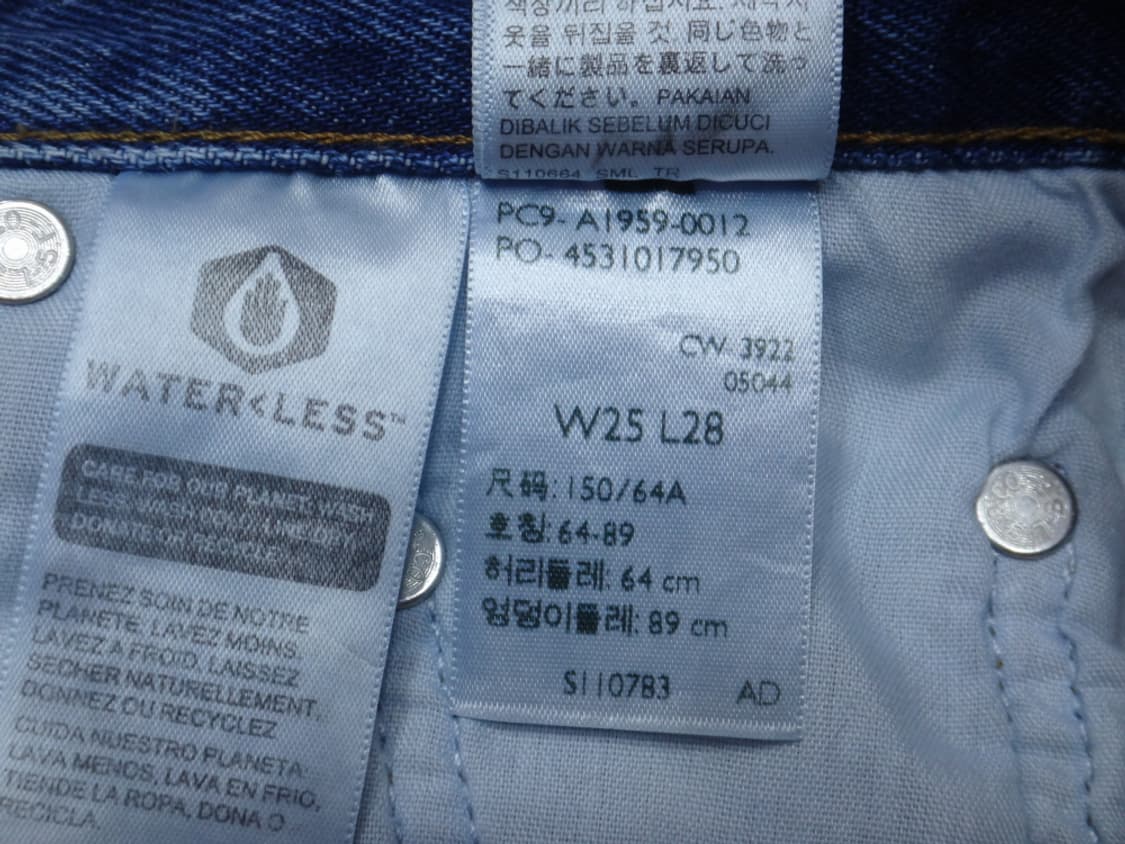 옷을 뒤집을 것. 同じ色物と
一緒に製品を裏返して洗っ
てください。 PAKAIAN
DIBALIK SEBELUM DICUCI
DENGAN WARNA SERUPA.
S110664 SML TR
PC9- A1959-0012
PO- 4531017950
CW 3922
05044
W25 L28
尺码: 150/64A
호칭: 64-89
허리둘레: 64 cm
엉덩이둘레: 89 cm
S110783 AD
WATER<LESS™
CARE FOR OUR PLANET: WASH
LESS, WASH COLD, LINE DRY,
DONATE OR RECYCLE.
PRENEZ SOIN DE NOTRE
PLANÈTE: LAVEZ MOINS,
LAVEZ À FROID, LAISSEZ
SÉCHER NATURELLEMENT,
DONNEZ OU RECYCLEZ
CUIDA NUESTRO PLANETA:
LAVA MENOS, LAVA EN FRIO,
TIENDE LA ROPA, DONA O
RECICLA.